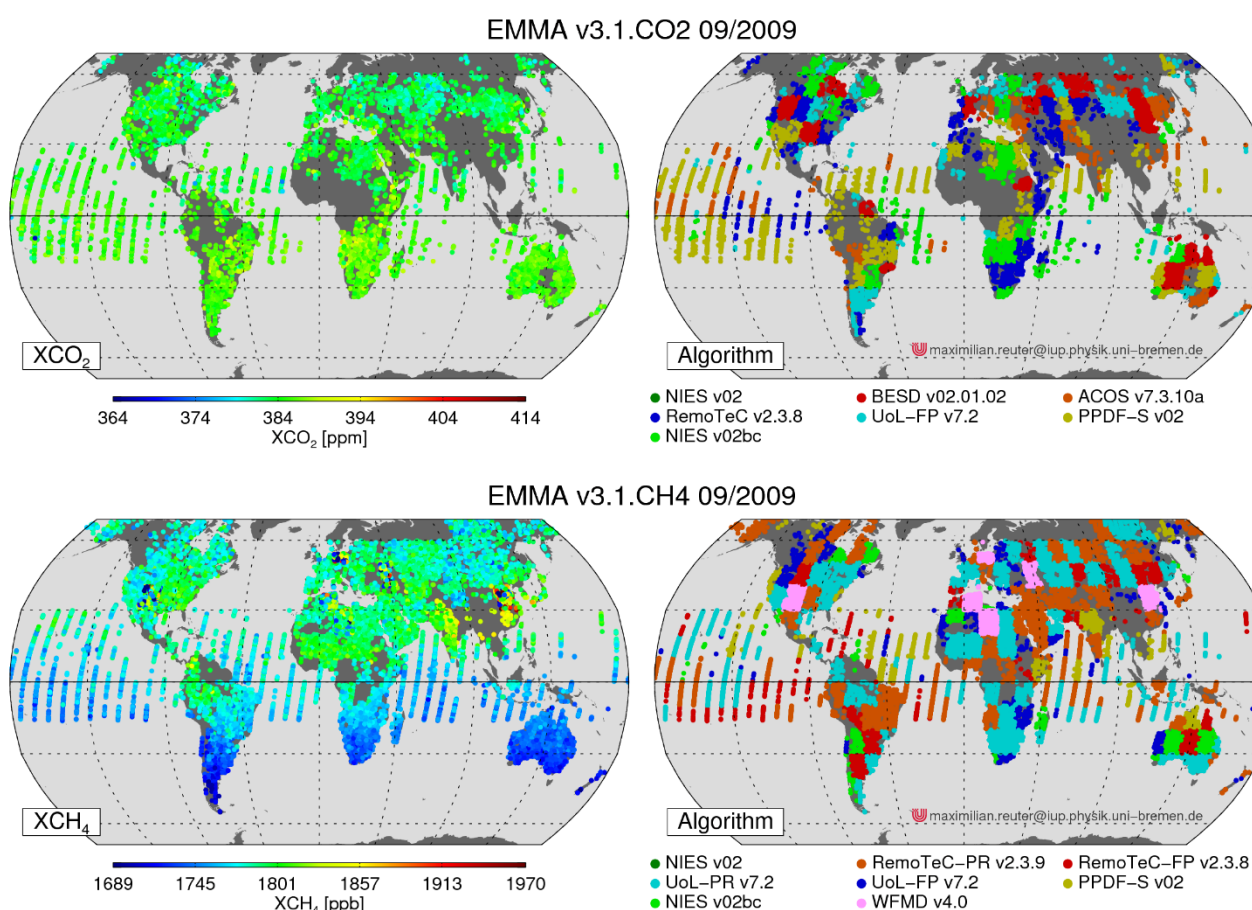 EMMA v3.1.CO2 09/2009
XCO₂
Algorithm
maximilian.reuter@iup.physik.uni-bremen.de
364 374 384 394 404 414
XCO₂ [ppm]
NIES v02 BESD v02.01.02 ACOS v7.3.10a
RemoTeC v2.3.8 UoL-FP v7.2 PPDF-S v02
NIES v02bc
EMMA v3.1.CH4 09/2009
XCH₄
Algorithm
maximilian.reuter@iup.physik.uni-bremen.de
1689 1745 1801 1857 1913 1970
XCH₄ [ppb]
NIES v02 RemoTeC-PR v2.3.9 RemoTeC-FP v2.3.8
UoL-PR v7.2 UoL-FP v7.2 PPDF-S v02
NIES v02bc WFMD v4.0